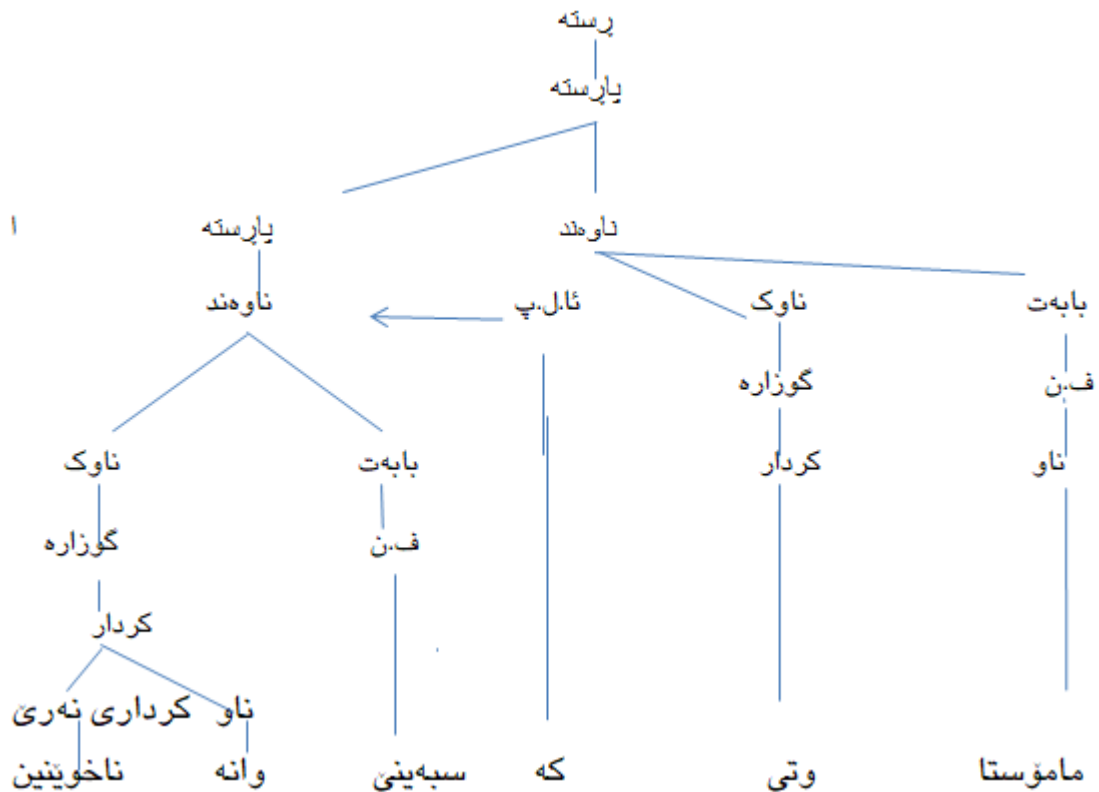 ڕستە
پاڕستە
ناوەند پاڕستە ا
بابەت ناوک ئا.ل.پ ناوەند
ف.ن گوزارە
ناو کردار بابەت ناوک
ف.ن گوزارە
کردار
ناو کرداری نەرێ
مامۆستا وتی کە سبەینێ وانە ناخوێنین